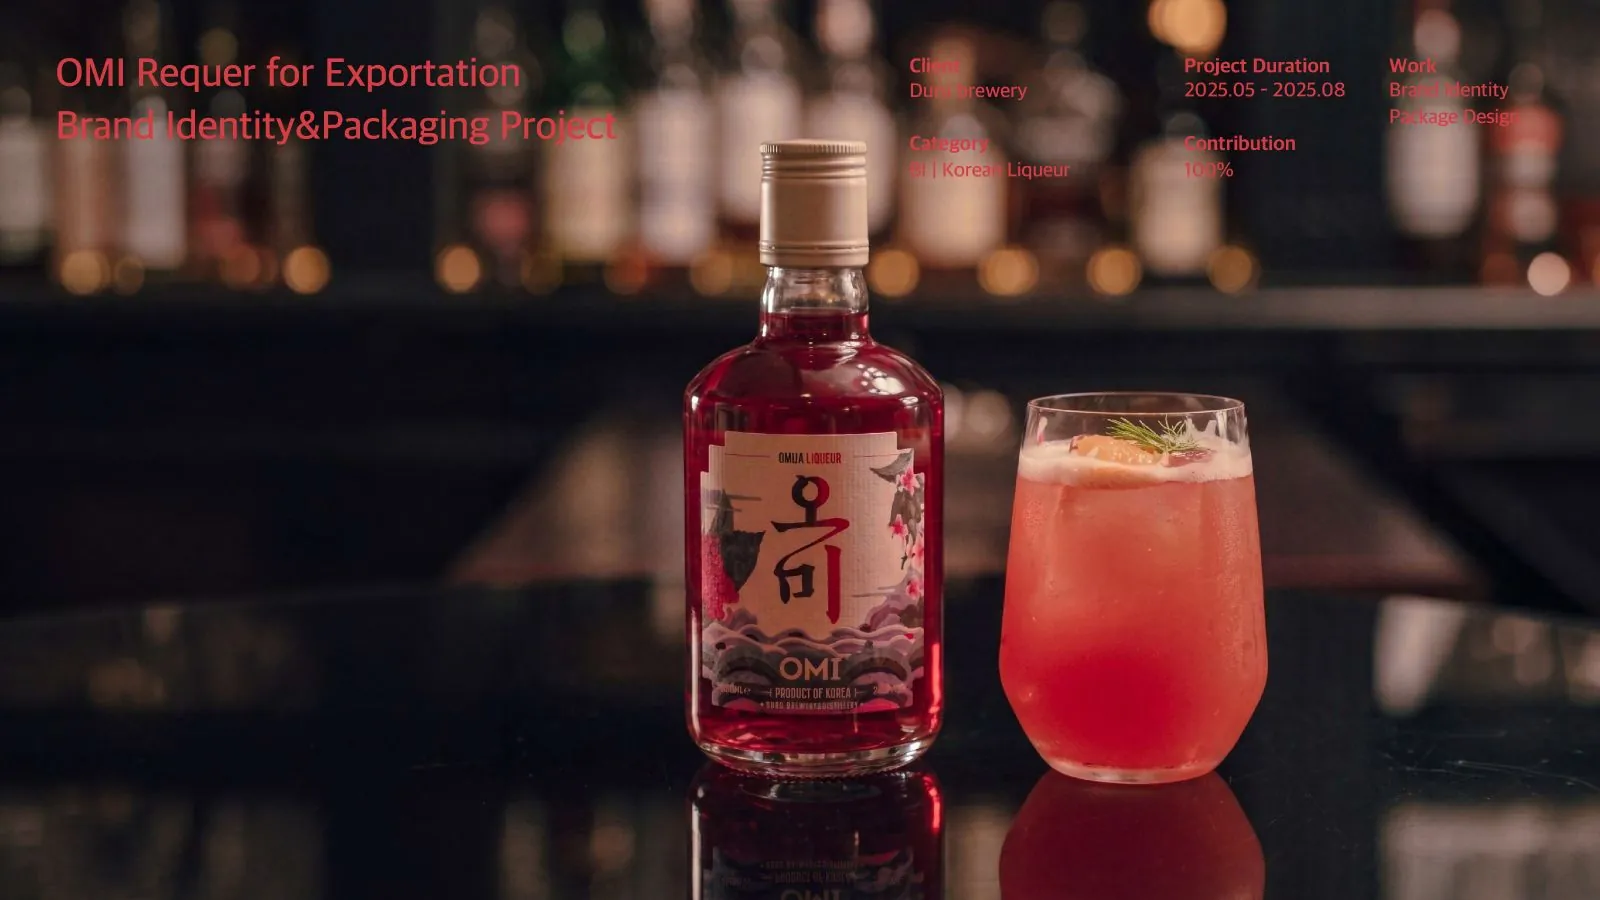 OMI Requer for Exportation
Brand Identity&Packaging Project
Client
Brewery
Category
BI | Korean Liqueur
Project Duration
2025.05 - 2025.08
Contribution
100%
Work
Brand Identity
Package Design
OMIJA LIQUEUR
오미
OMI
PRODUCT OF KOREA